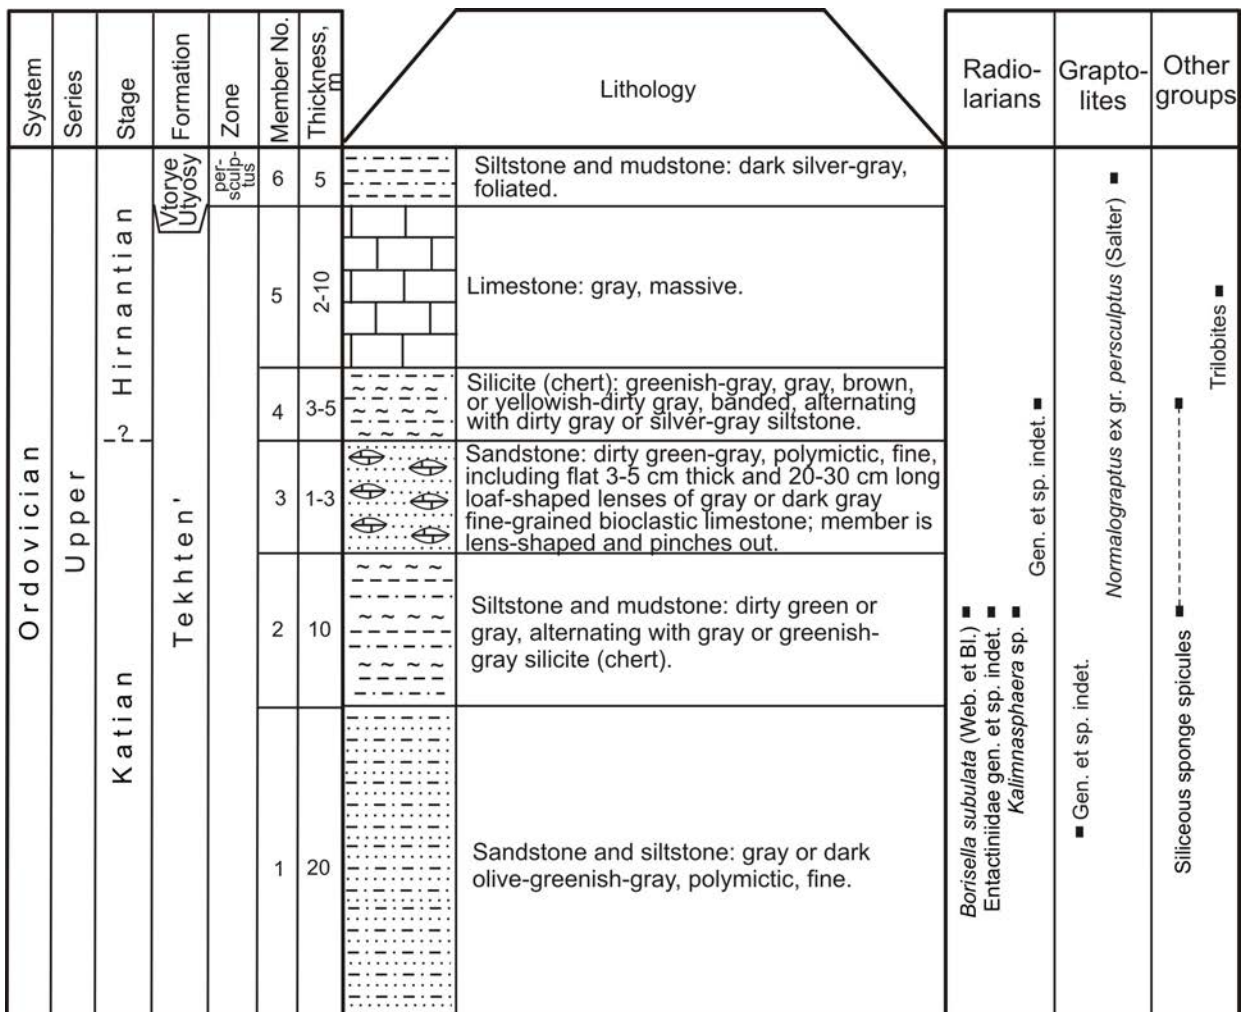 System
Series
Stage
Formation
Zone
Member No.
Thickness,
m
Lithology
Radio-
larians
Grapto-
lites
Other
groups
Ordovician
Upper
Hirnantian
?
Katian
Vtorye
Utyosy
Tekhten'
per-
sculp-
tus
6
5
Siltstone and mudstone: dark silver-gray,
foliated.
5
2-10
Limestone: gray, massive.
4
3-5
Silicite (chert): greenish-gray, gray, brown,
or yellowish-dirty gray, banded, alternating
with dirty gray or silver-gray siltstone.
3
1-3
Sandstone: dirty green-gray, polymictic, fine,
including flat 3-5 cm thick and 20-30 cm long
loaf-shaped lenses of gray or dark gray
fine-grained bioclastic limestone; member is
lens-shaped and pinches out.
2
10
Siltstone and mudstone: dirty green or
gray, alternating with gray or greenish-
gray silicite (chert).
1
20
Sandstone and siltstone: gray or dark
olive-greenish-gray, polymictic, fine.
Borisella subulata (Web. et Bl.)
Entactiniidae gen. et sp. indet.
Kalimnasphaera sp.
Gen. et sp. indet.
Gen. et sp. indet.
Normalograptus ex gr. persculptus (Salter)
Siliceous sponge spicules
Trilobites